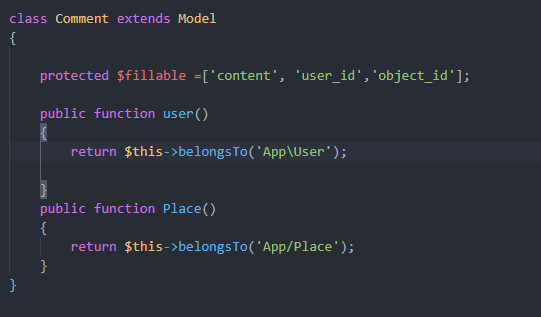 class Comment extends Model
{
protected $fillable =['content', 'user_id','object_id'];
public function user()
{
return $this->belongsTo('App\User');
}
public function Place()
{
return $this->belongsTo('App/Place');
}
}